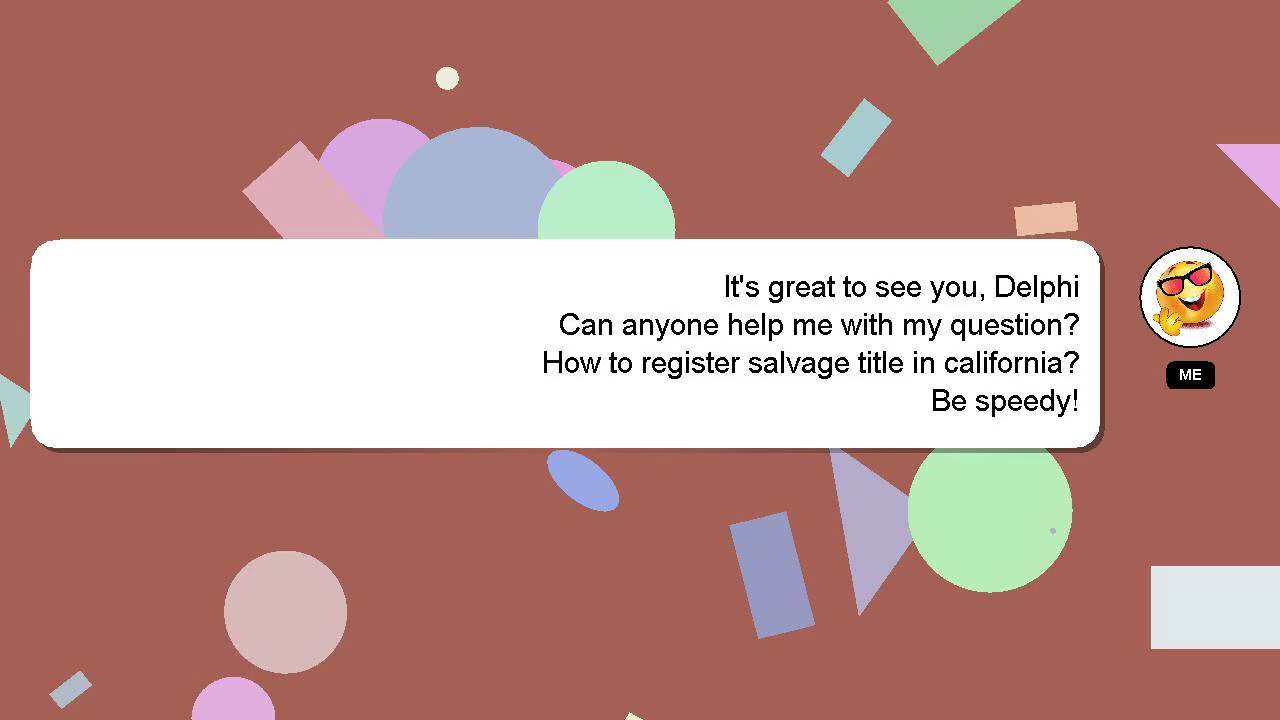 It's great to see you, Delphi
Can anyone help me with my question?
How to register salvage title in california?
Be speedy!
ME